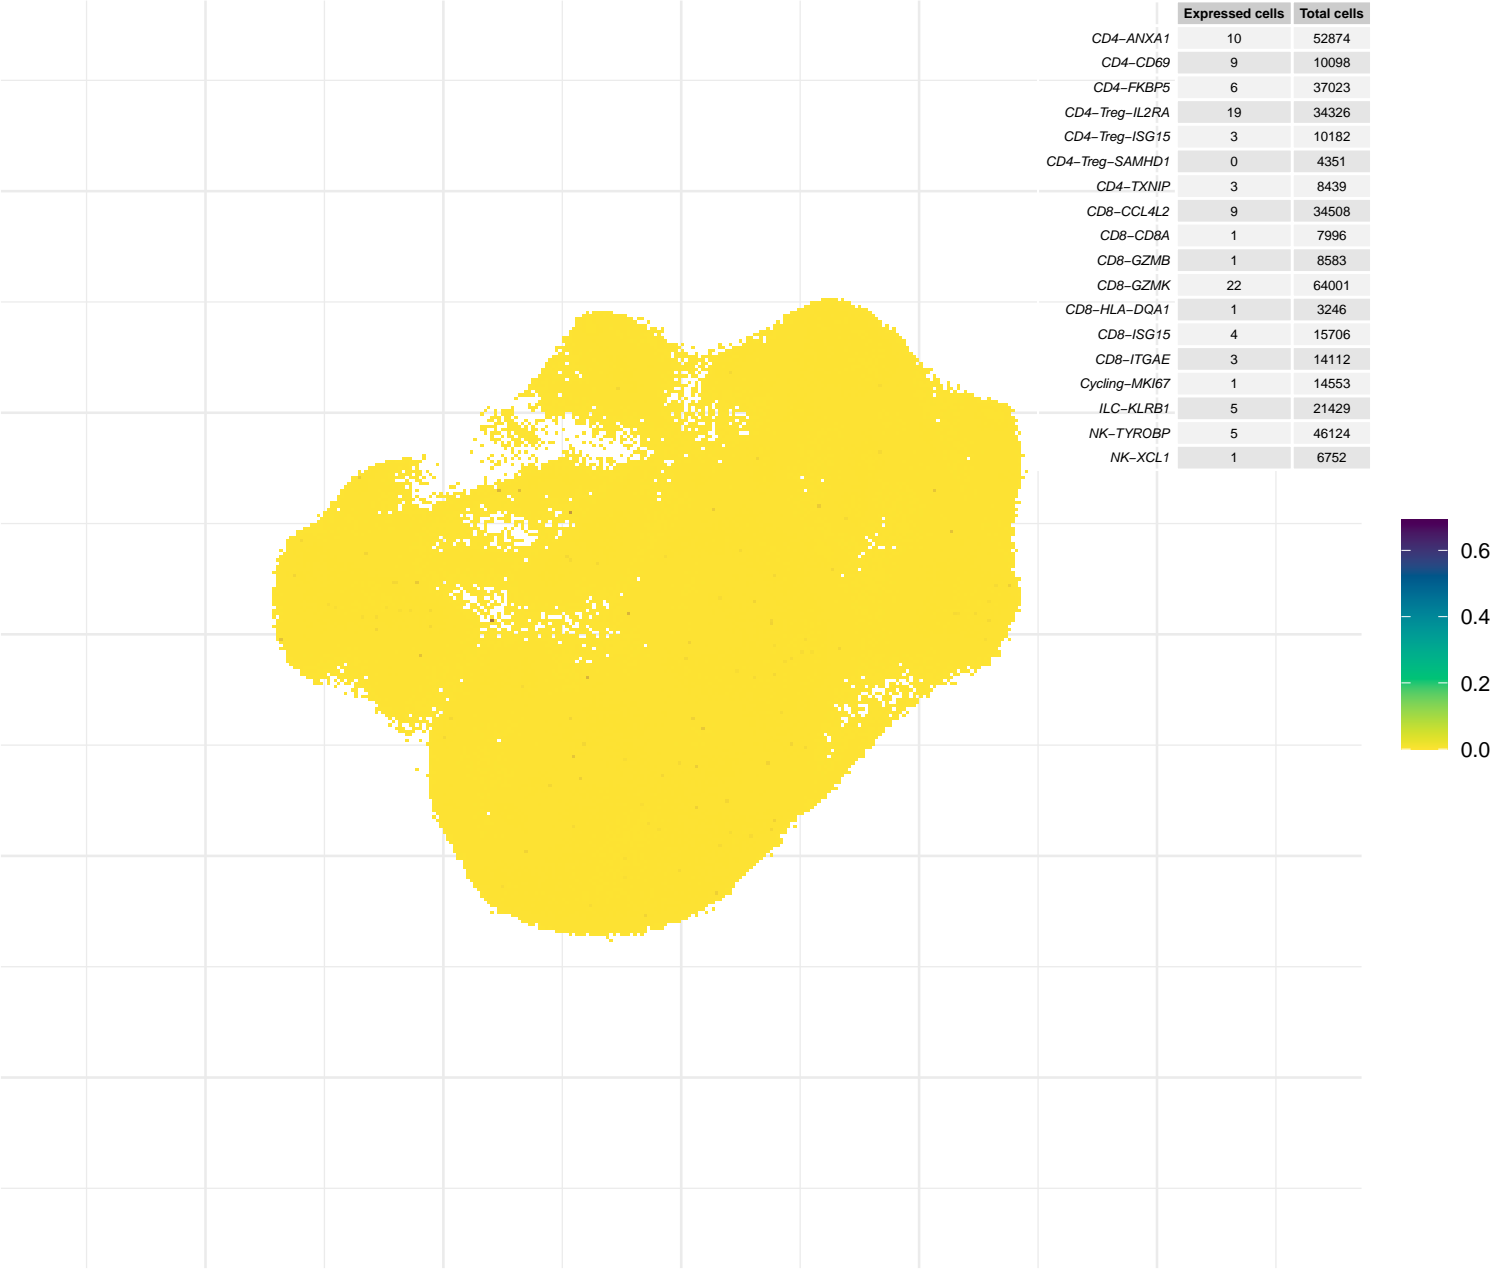 Expressed cells Total cells
CD4−ANXA1 10 52874
CD4−CD69 9 10098
CD4−FKBP5 6 37023
CD4−Treg−IL2RA 19 34326
CD4−Treg−ISG15 3 10182
CD4−Treg−SAMHD1 0 4351
CD4−TXNIP 3 8439
CD8−CCL4L2 9 34508
CD8−CD8A 1 7996
CD8−GZMB 1 8583
CD8−GZMK 22 64001
CD8−HLA−DQA1 1 3246
CD8−ISG15 4 15706
CD8−ITGAE 3 14112
Cycling−MKI67 1 14553
ILC−KLRB1 5 21429
NK−TYROBP 5 46124
NK−XCL1 1 6752
0.6
0.4
0.2
0.0